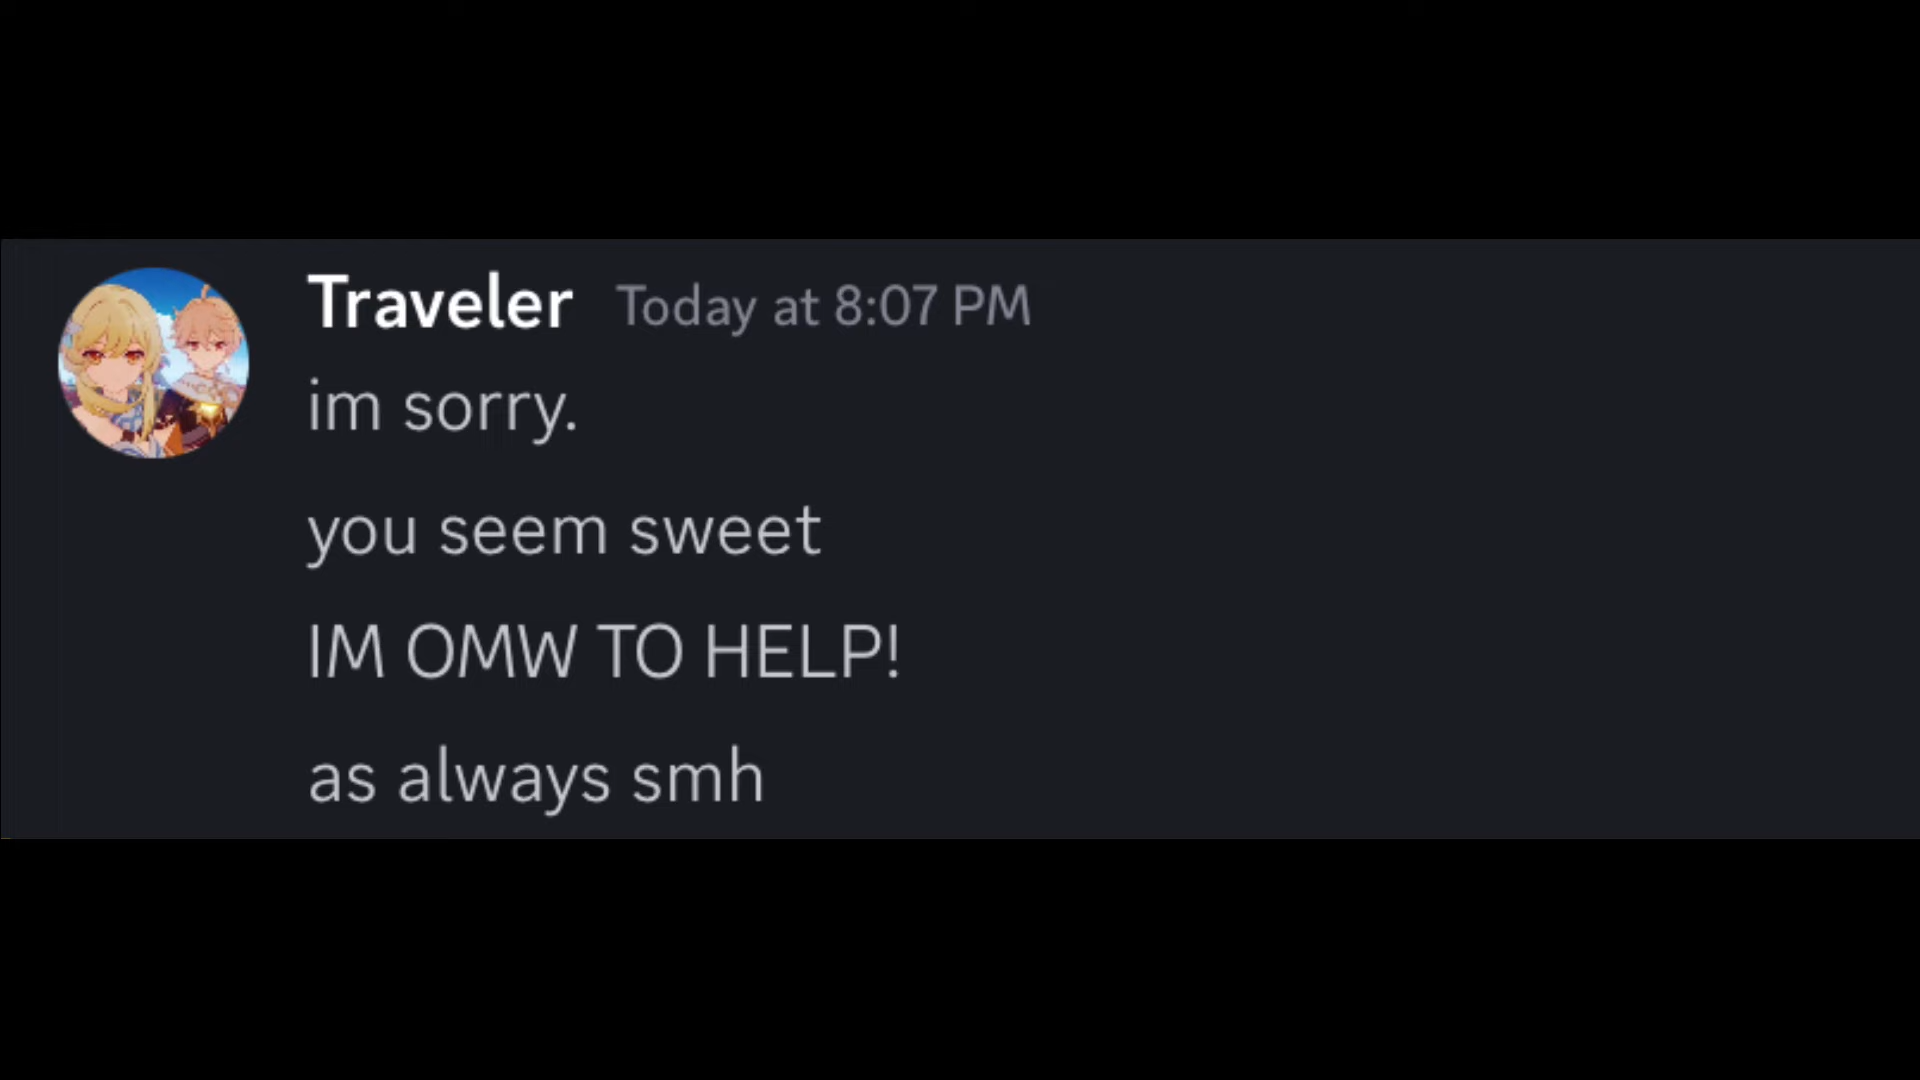 Traveler Today at 8:07 PM
im sorry.
you seem sweet
IM OMW TO HELP!
as always smh